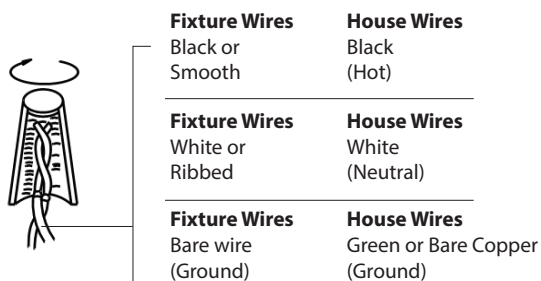 Fixture Wires House Wires
Black or Black
Smooth (Hot)
Fixture Wires House Wires
White or White
Ribbed (Neutral)
Fixture Wires House Wires
Bare wire Green or Bare Copper
(Ground) (Ground)